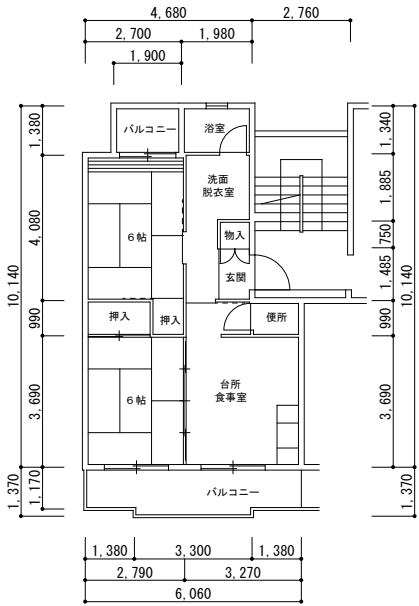 4,680
2,760
2,700
1,980
1,900
1,380
4,080
990
3,690
1,370
1,170
10,140
1,340
1,885
750
1,485
990
3,690
1,370
10,140
バルコニー
浴室
洗面
脱衣室
6帖
物入
玄関
押入
押入
便所
6帖
台所
食事室
バルコニー
1,380
3,300
1,380
2,790
3,270
6,060